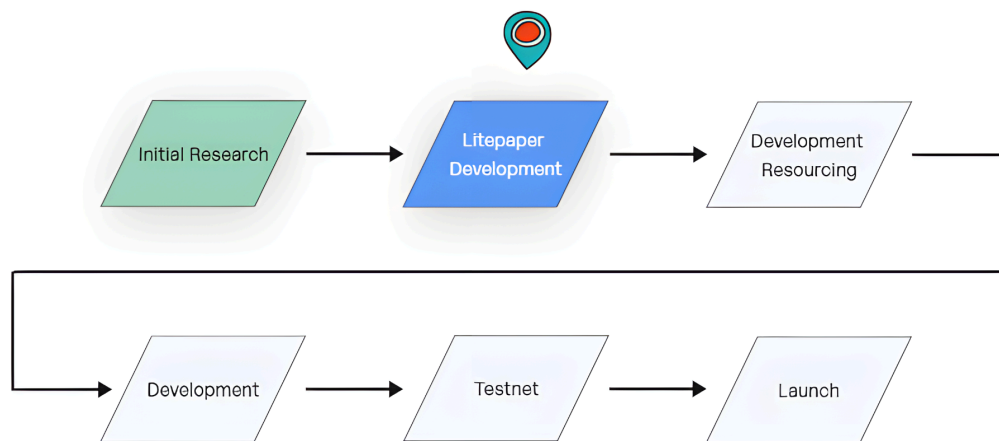 Initial Research
Litepaper
Development
Development
Resourcing
Development
Testnet
Launch